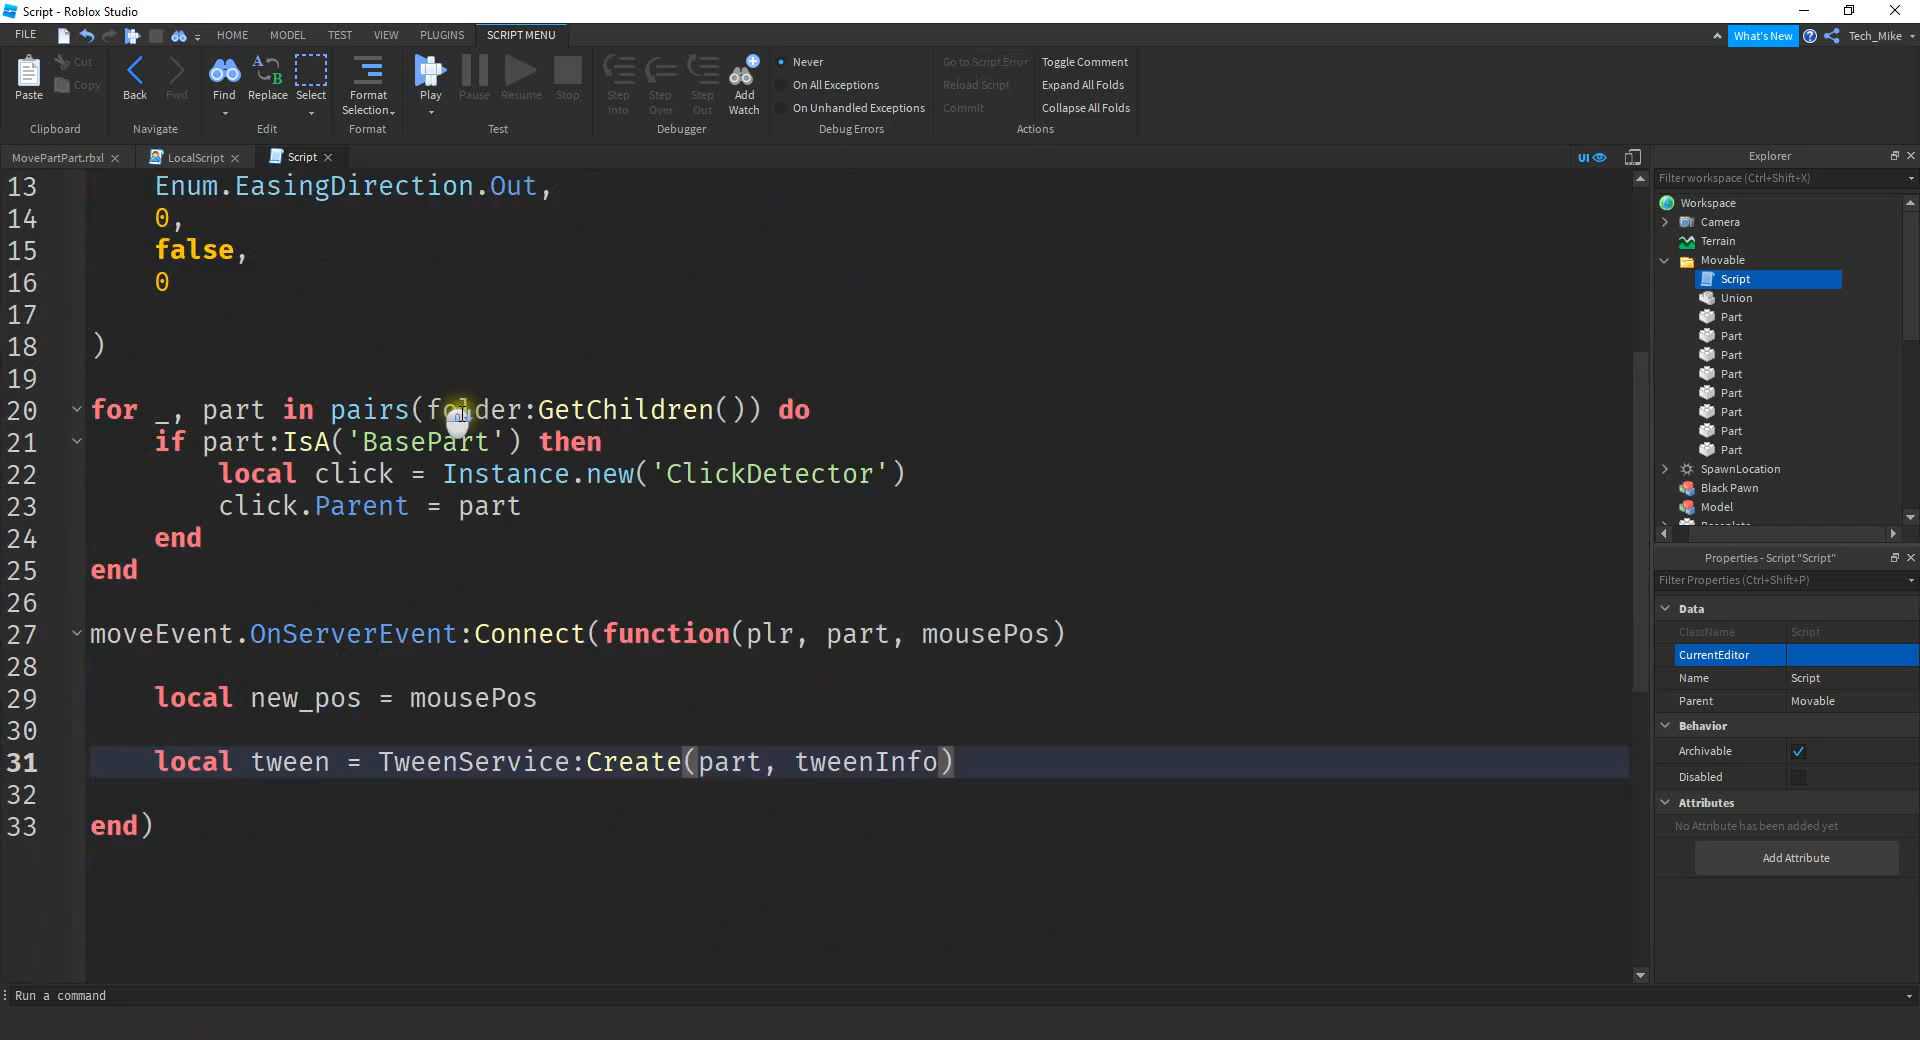 Script - Roblox Studio
FILE HOME MODEL TEST VIEW PLUGINS SCRIPT MENU What's New Tech_Mike
Paste Cut Copy Back Fwd Find Replace Select Format Selection Play Pause Resume Stop Step Into Step Over Step Out Add Watch
Never
On All Exceptions
On Unhandled Exceptions
Go to Script Error
Reload Script
Commit
Toggle Comment
Expand All Folds
Collapse All Folds
Clipboard Navigate Edit Format Test Debugger Debug Errors Actions
MovePartPart.rbxl LocalScript Script UI
13 Enum.EasingDirection.Out,
14 0,
15 false,
16 0
17
18 )
19
20 for _, part in pairs(folder:GetChildren()) do
21 if part:IsA('BasePart') then
22 local click = Instance.new('ClickDetector')
23 click.Parent = part
24 end
25 end
26
27 moveEvent.OnServerEvent:Connect(function(plr, part, mousePos)
28
29 local new_pos = mousePos
30
31 local tween = TweenService:Create(part, tweenInfo)
32
33 end)
Run a command
Explorer
Filter workspace (Ctrl+Shift+X)
Workspace
Camera
Terrain
Movable
Script
Union
Part
Part
Part
Part
Part
Part
Part
Part
SpawnLocation
Black Pawn
Model
Properties - Script "Script"
Filter Properties (Ctrl+Shift+P)
Data
ClassName Script
CurrentEditor
Name Script
Parent Movable
Behavior
Archivable
Disabled
Attributes
No Attribute has been added yet
Add Attribute